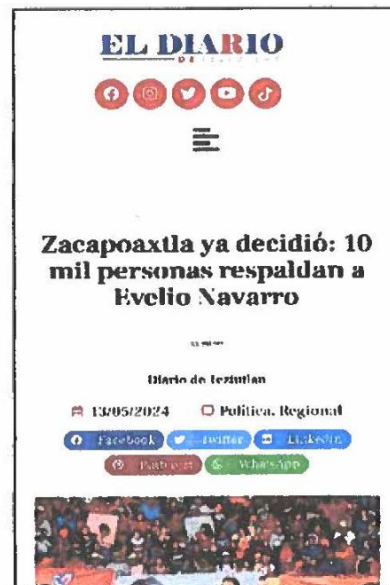 EL DIARIO
DE
Zacapoaxtla ya decidió: 10
mil personas respaldan a
Evelio Navarro
Diario de Teziutlan
13/05/2024 Política, Regional
Facebook Twitter LinkedIn
Pinterest WhatsApp